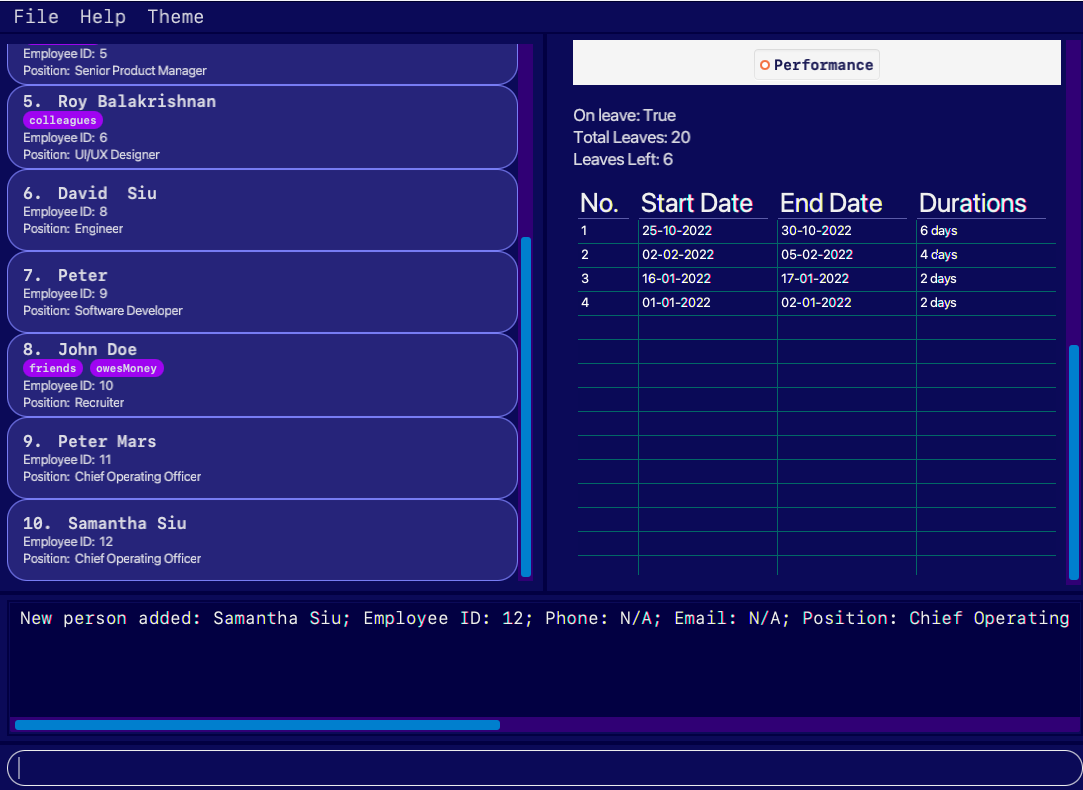 File Help Theme
Employee ID: 5
Position: Senior Product Manager
5. Roy Balakrishnan
colleagues
Employee ID: 6
Position: UI/UX Designer
6. David  Siu
Employee ID: 8
Position: Engineer
7. Peter
Employee ID: 9
Position: Software Developer
8. John Doe
friends owesMoney
Employee ID: 10
Position: Recruiter
9. Peter Mars
Employee ID: 11
Position: Chief Operating Officer
10. Samantha Siu
Employee ID: 12
Position: Chief Operating Officer
Performance
On leave: True
Total Leaves: 20
Leaves Left: 6
No. Start Date End Date Durations
1 25-10-2022 30-10-2022 6 days
2 02-02-2022 05-02-2022 4 days
3 16-01-2022 17-01-2022 2 days
4 01-01-2022 02-01-2022 2 days
New person added: Samantha Siu; Employee ID: 12; Phone: N/A; Email: N/A; Position: Chief Operating